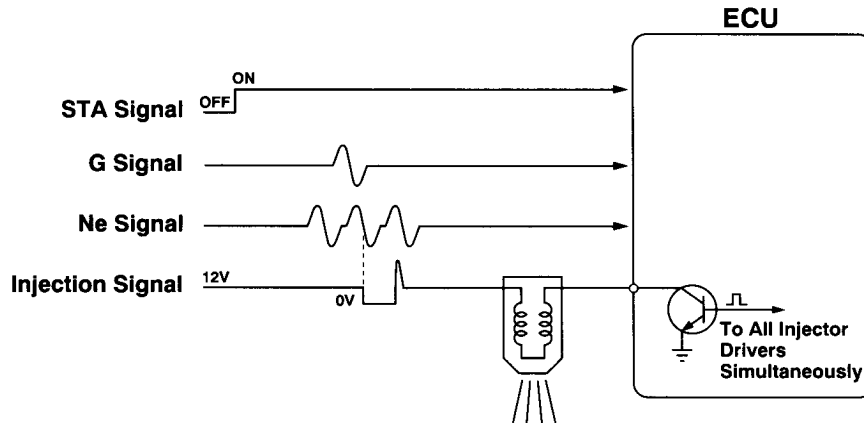 ECU
ON
STA Signal OFF
G Signal
Ne Signal
Injection Signal 12V
0V
To All Injector
Drivers
Simultaneously